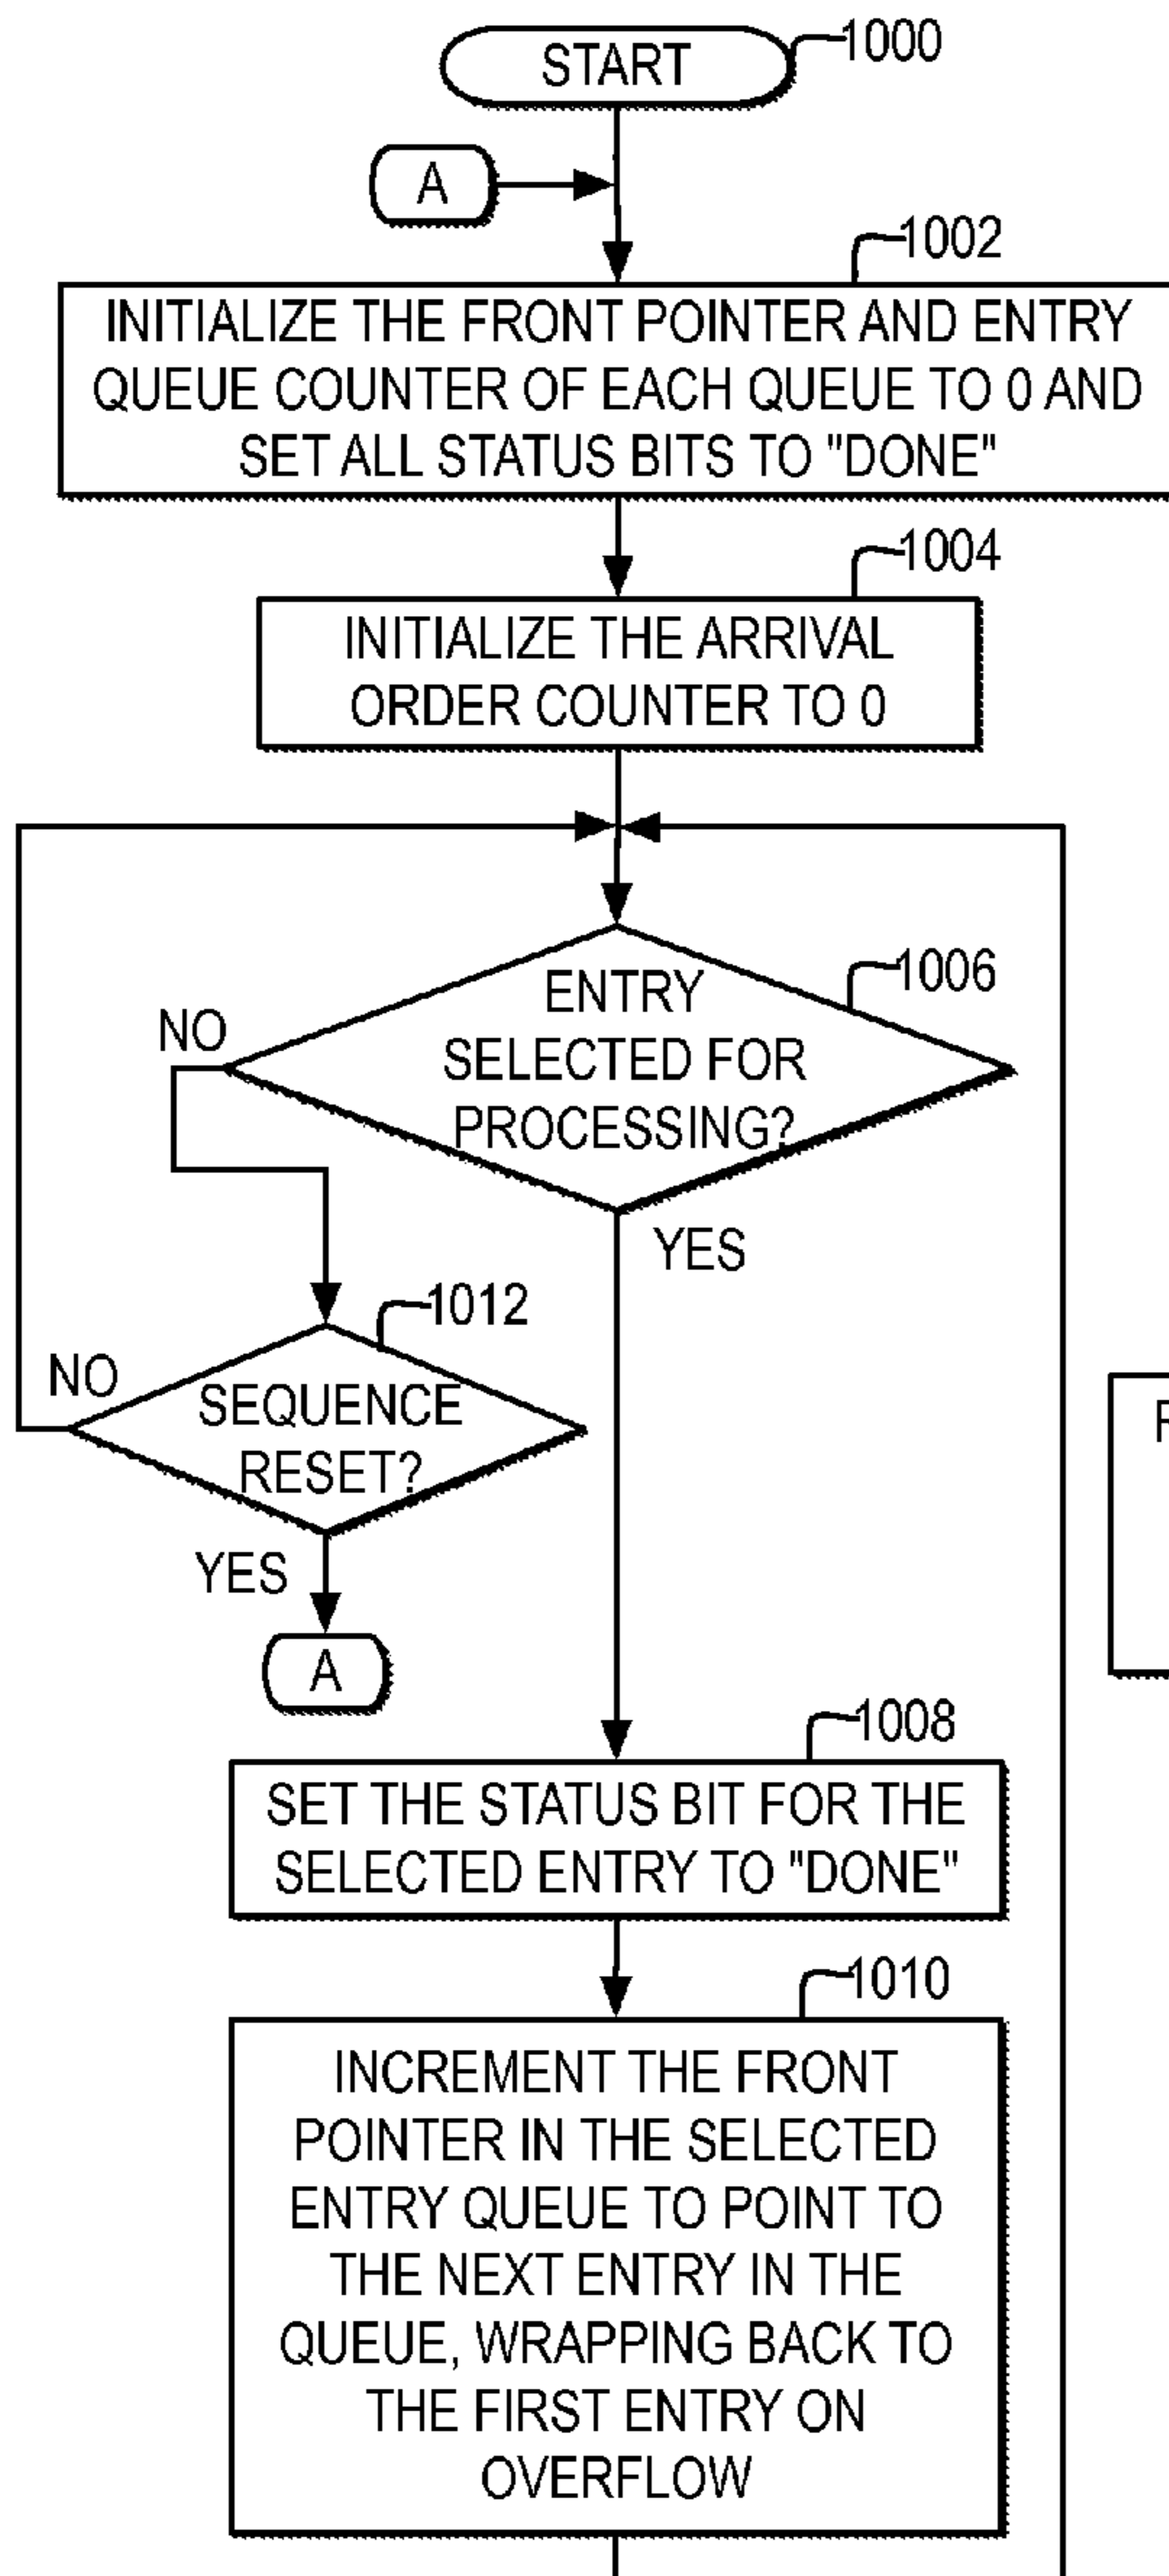 START
1000
A
1002
INITIALIZE THE FRONT POINTER AND ENTRY
QUEUE COUNTER OF EACH QUEUE TO 0 AND
SET ALL STATUS BITS TO "DONE"
1004
INITIALIZE THE ARRIVAL
ORDER COUNTER TO 0
1006
ENTRY
SELECTED FOR
PROCESSING?
NO
YES
1012
SEQUENCE
RESET?
NO
YES
A
1008
SET THE STATUS BIT FOR THE
SELECTED ENTRY TO "DONE"
1010
INCREMENT THE FRONT
POINTER IN THE SELECTED
ENTRY QUEUE TO POINT TO
THE NEXT ENTRY IN THE
QUEUE, WRAPPING BACK TO
THE FIRST ENTRY ON
OVERFLOW